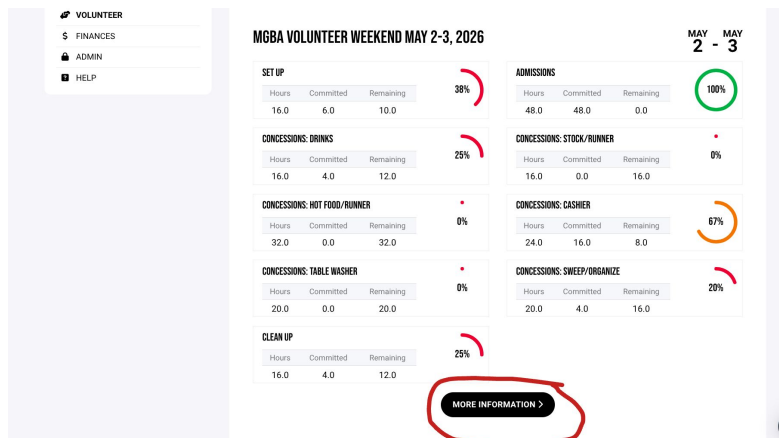 VOLUNTEER
$ FINANCES
ADMIN
HELP
MGBA VOLUNTEER WEEKEND MAY 2-3, 2026
MAY MAY
2 - 3
SET UP
Hours Committed Remaining
16.0 6.0 10.0
38%
ADMISSIONS
Hours Committed Remaining
48.0 48.0 0.0
100%
CONCESSIONS: DRINKS
Hours Committed Remaining
16.0 4.0 12.0
25%
CONCESSIONS: STOCK/RUNNER
Hours Committed Remaining
16.0 0.0 16.0
0%
CONCESSIONS: HOT FOOD/RUNNER
Hours Committed Remaining
32.0 0.0 32.0
0%
CONCESSIONS: CASHIER
Hours Committed Remaining
24.0 16.0 8.0
67%
CONCESSIONS: TABLE WASHER
Hours Committed Remaining
20.0 0.0 20.0
0%
CONCESSIONS: SWEEP/ORGANIZE
Hours Committed Remaining
20.0 4.0 16.0
20%
CLEAN UP
Hours Committed Remaining
16.0 4.0 12.0
25%
MORE INFORMATION >